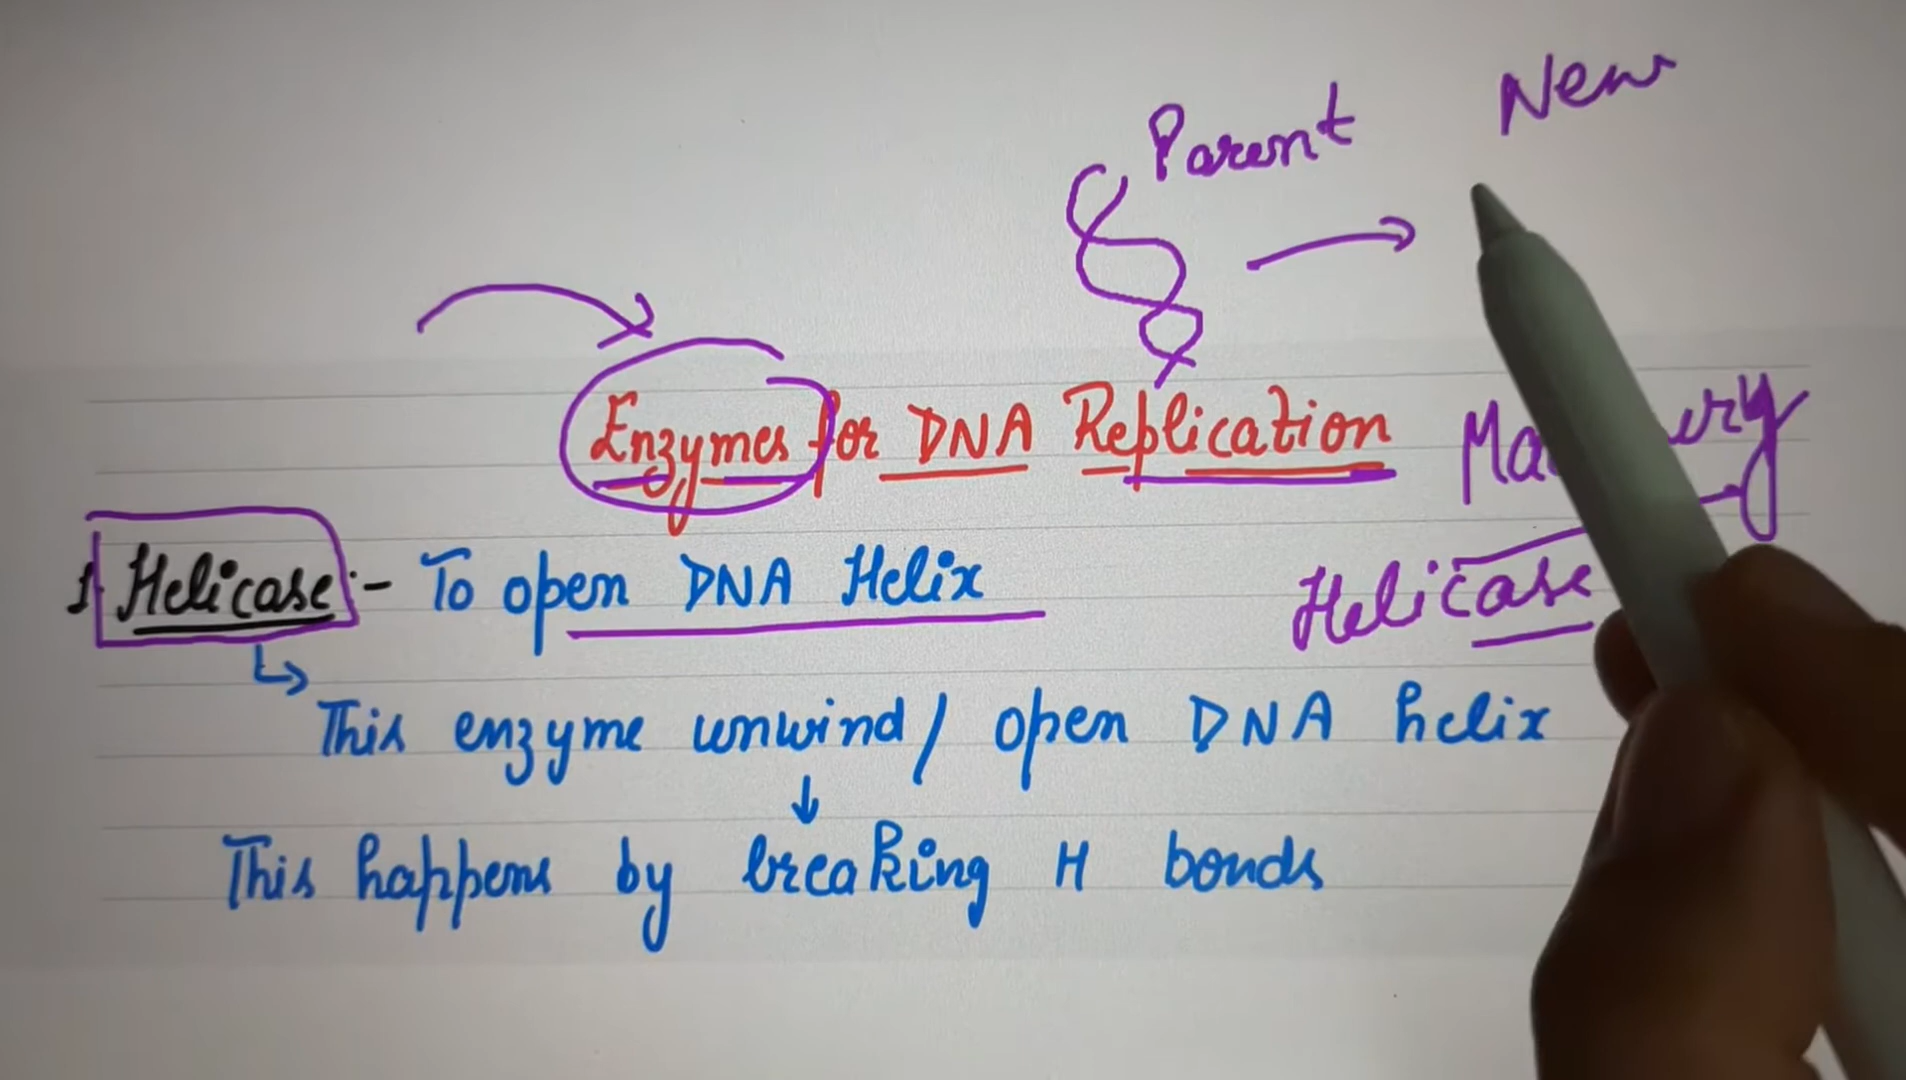 New
Parent
Enzymes for DNA Replication
1. Helicase :- To open DNA Helix
Helicase
This enzyme unwind/ open DNA helix
This happens by breaking H bonds